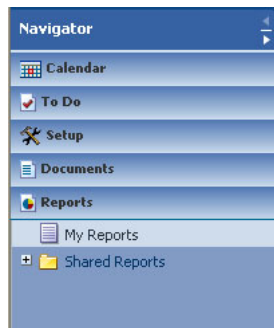 Navigator
Calendar
To Do
Setup
Documents
Reports
My Reports
Shared Reports